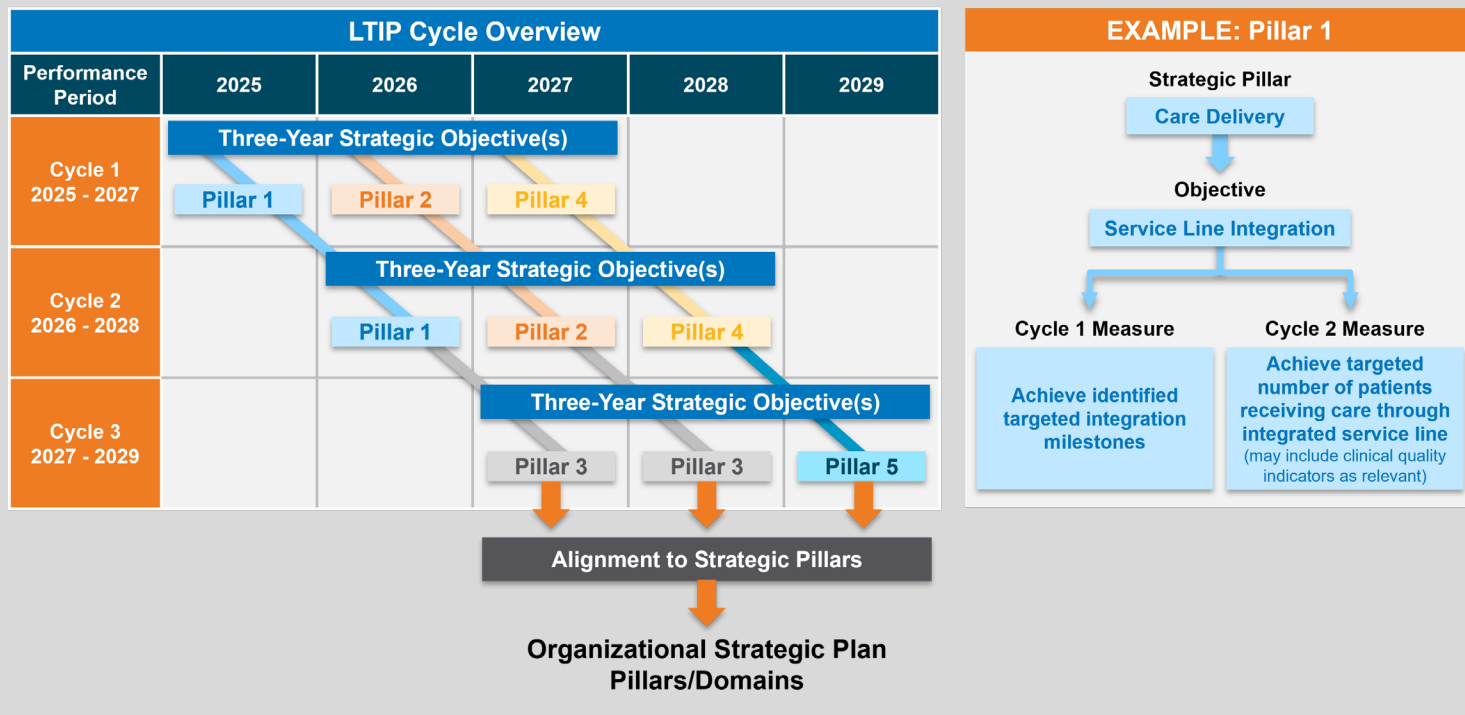 LTIP Cycle Overview
Performance
Period
2025
2026
2027
2028
2029
Cycle 1
2025 - 2027
Three-Year Strategic Objective(s)
Pillar 1
Pillar 2
Pillar 4
Cycle 2
2026 - 2028
Three-Year Strategic Objective(s)
Pillar 1
Pillar 2
Pillar 4
Cycle 3
2027 - 2029
Three-Year Strategic Objective(s)
Pillar 3
Pillar 3
Pillar 5
Alignment to Strategic Pillars
Organizational Strategic Plan
Pillars/Domains
EXAMPLE: Pillar 1
Strategic Pillar
Care Delivery
Objective
Service Line Integration
Cycle 1 Measure
Achieve identified
targeted integration
milestones
Cycle 2 Measure
Achieve targeted
number of patients
receiving care through
integrated service line
(may include clinical quality
indicators as relevant)